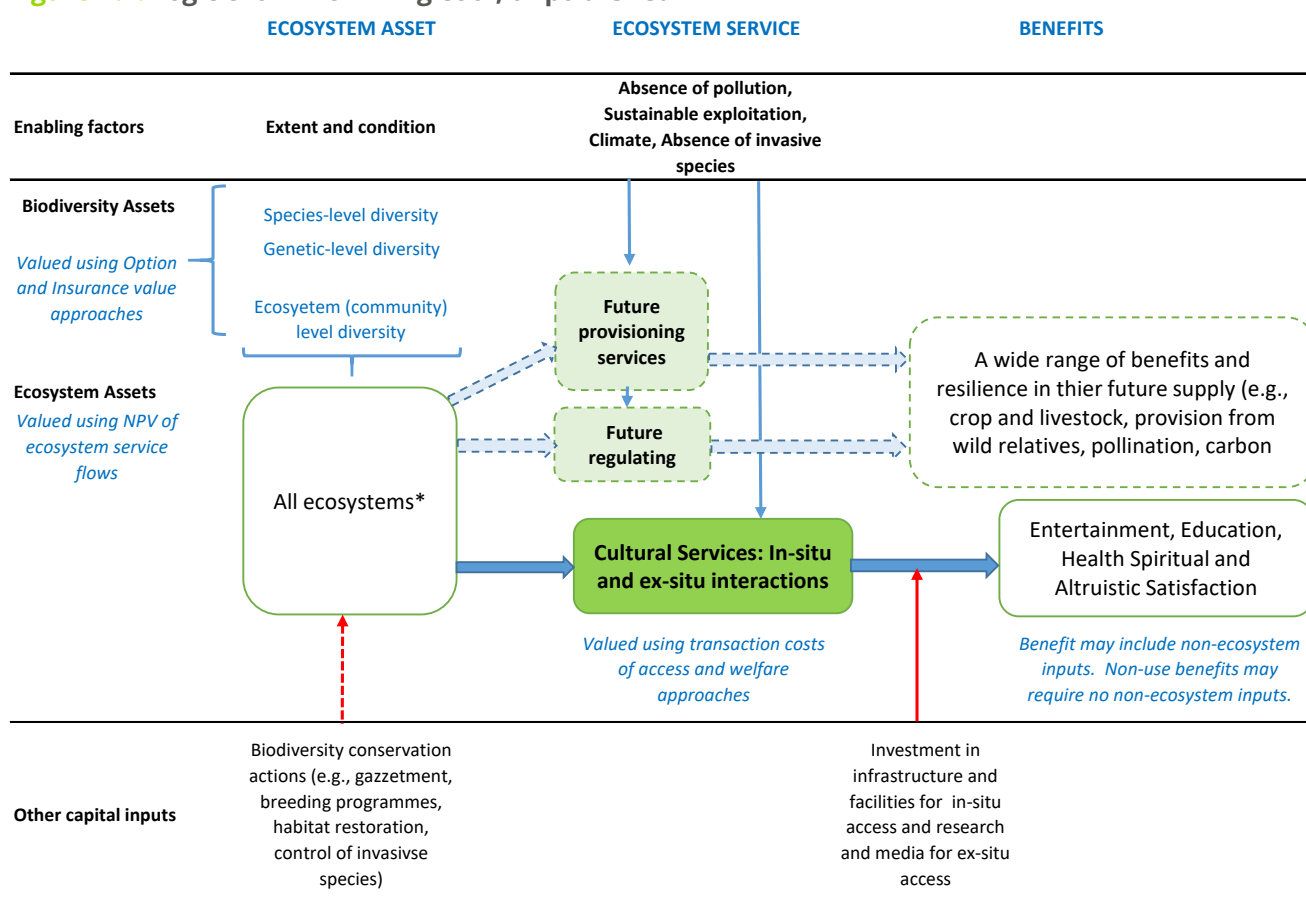 ECOSYSTEM ASSET
ECOSYSTEM SERVICE
BENEFITS
Enabling factors
Extent and condition
Absence of pollution,
Sustainable exploitation,
Climate, Absence of invasive
species
Biodiversity Assets
Valued using Option
and Insurance value
approaches
Species-level diversity
Genetic-level diversity
Ecosyetem (community)
level diversity
Ecosystem Assets
Valued using NPV of
ecosystem service
flows
All ecosystems*
Future
provisioning
services
Future
regulating
Cultural Services: In-situ
and ex-situ interactions
Valued using transaction costs
of access and welfare
approaches
A wide range of benefits and
resilience in thier future supply (e.g.,
crop and livestock, provision from
wild relatives, pollination, carbon
Entertainment, Education,
Health Spiritual and
Altruistic Satisfaction
Benefit may include non-ecosystem
inputs. Non-use benefits may
require no non-ecosystem inputs.
Other capital inputs
Biodiversity conservation
actions (e.g., gazzetment,
breeding programmes,
habitat restoration,
control of invasivse
species)
Investment in
infrastructure and
facilities for in-situ
access and research
and media for ex-situ
access